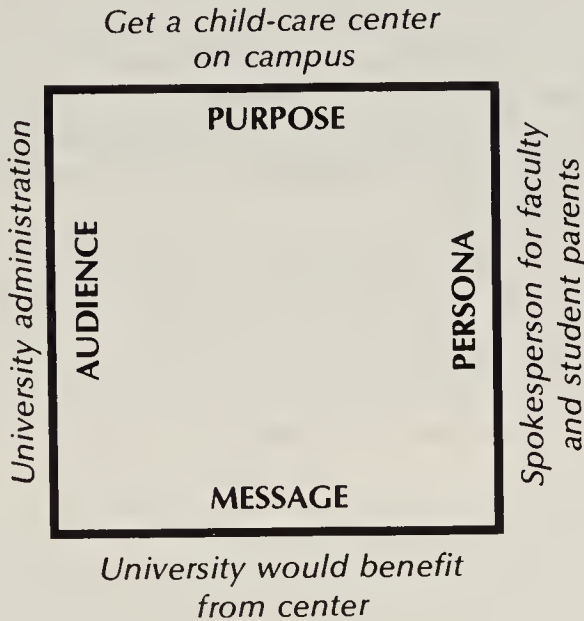 Get a child-care center
on campus
PURPOSE
University administration
AUDIENCE
PERSONA
Spokesperson for faculty
and student parents
MESSAGE
University would benefit
from center